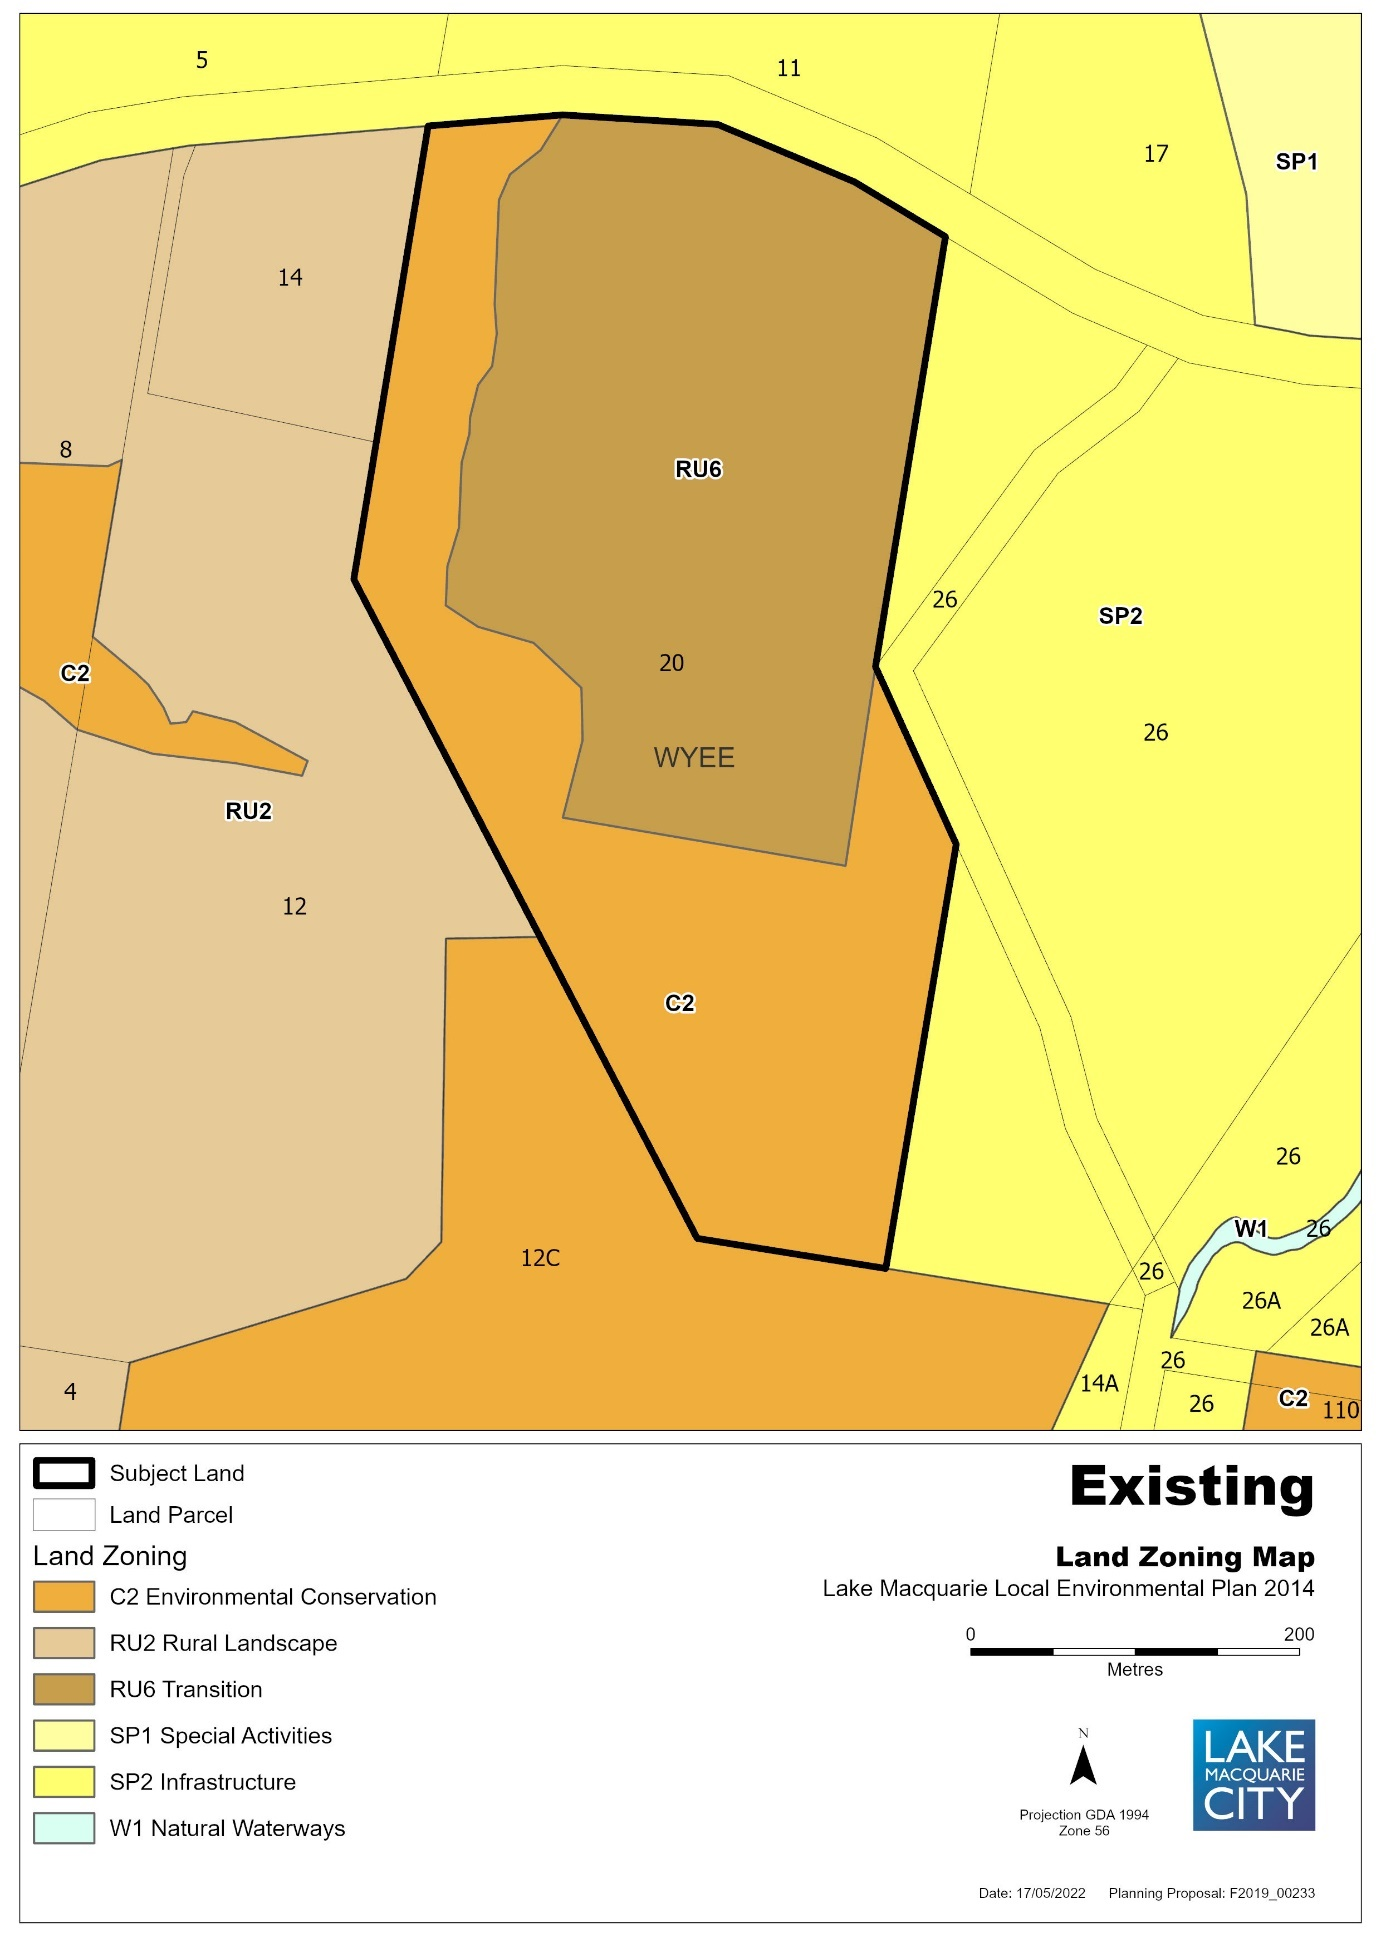 5
11
17
SP1
14
8
RU6
26
SP2
20
C2
26
WYEE
RU2
12
C2
26
W1
26
12C
26
26A
26A
26
14A
4
26
C2
110
Subject Land
Land Parcel
Land Zoning
C2 Environmental Conservation
RU2 Rural Landscape
RU6 Transition
SP1 Special Activities
SP2 Infrastructure
W1 Natural Waterways
Existing
Land Zoning Map
Lake Macquarie Local Environmental Plan 2014
0 200
Metres
N
Projection GDA 1994
Zone 56
LAKE
MACQUARIE
CITY
Date: 17/05/2022 Planning Proposal: F2019_00233